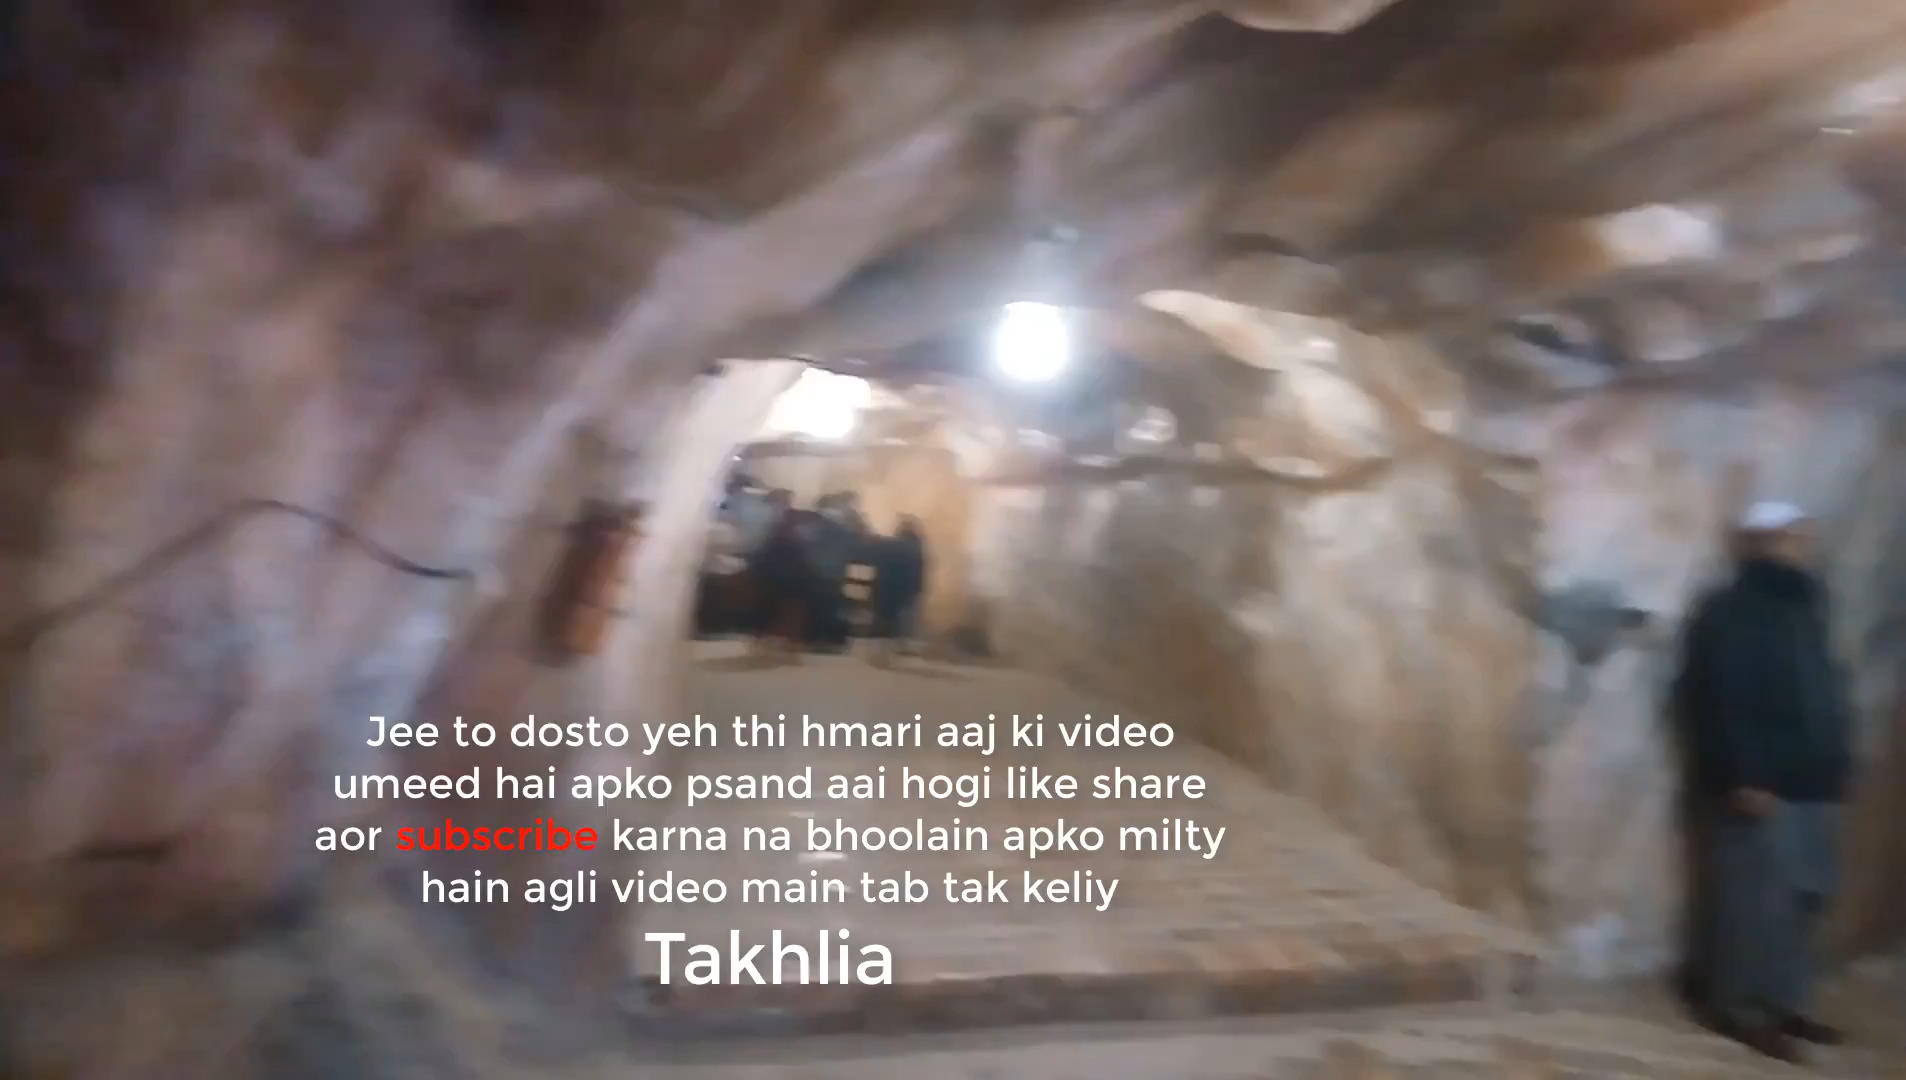 Jee to dosto yeh thi hmari aaj ki video
umeed hai apko psand aai hogi like share
aor subscribe karna na bhoolain apko milty
hain agli video main tab tak keliy
Takhlia